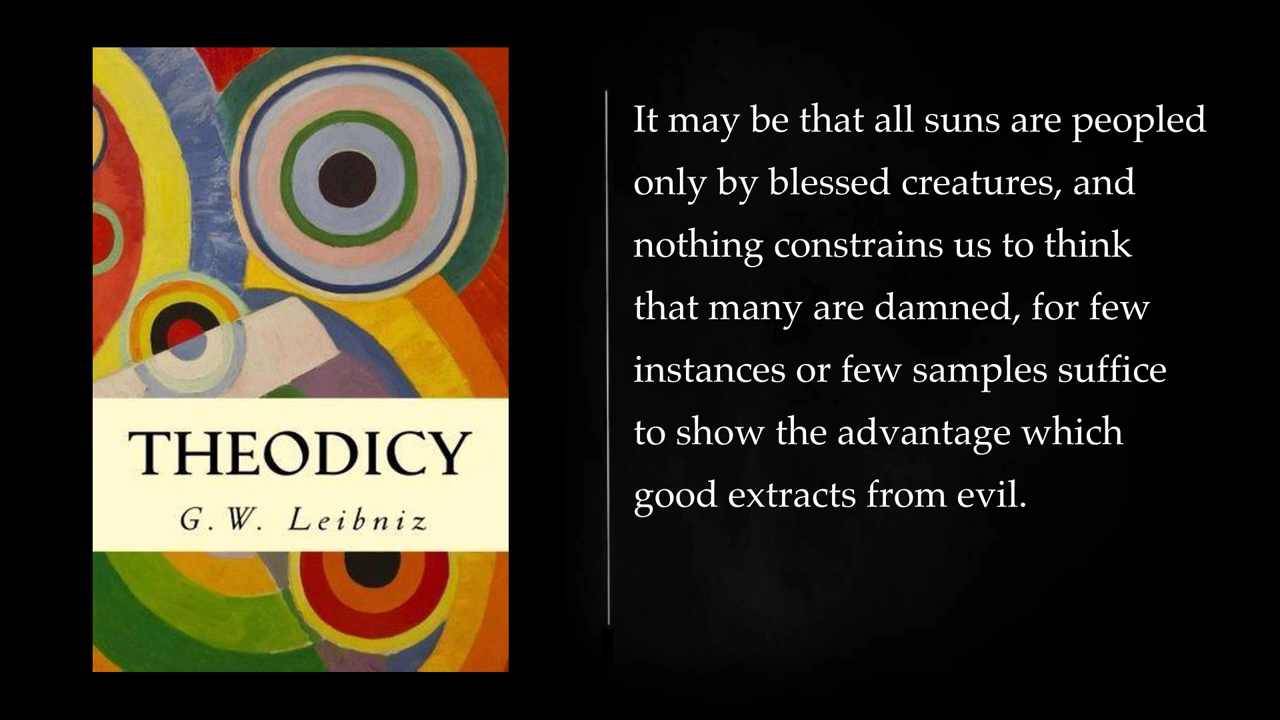 THEODICY
G. W. Leibniz
It may be that all suns are peopled
only by blessed creatures, and
nothing constrains us to think
that many are damned, for few
instances or few samples suffice
to show the advantage which
good extracts from evil.